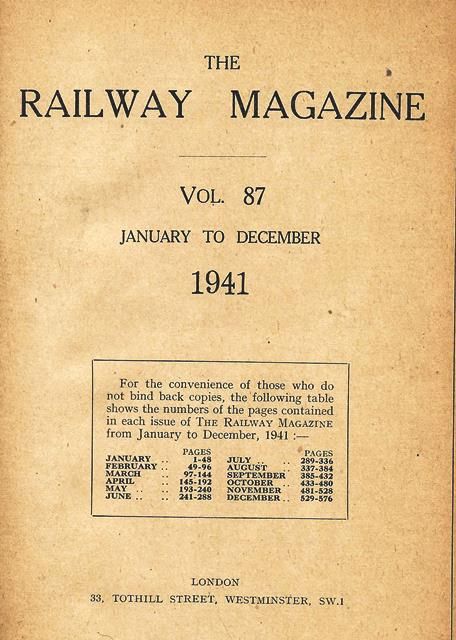 THE
RAILWAY MAGAZINE
VOL. 87
JANUARY TO DECEMBER
1941
For the convenience of those who do
not bind back copies, the following table
shows the numbers of the pages contained
in each issue of THE RAILWAY MAGAZINE
from January to December, 1941 :—
PAGES PAGES
JANUARY .. 1-48 JULY .. .. 289-336
FEBRUARY .. 49-96 AUGUST .. 337-384
MARCH .. 97-144 SEPTEMBER .. 385-432
APRIL .. 145-192 OCTOBER .. 433-480
MAY .. .. 193-240 NOVEMBER .. 481-528
JUNE .. .. 241-288 DECEMBER .. 529-576
LONDON
33, TOTHILL STREET, WESTMINSTER, SW.1